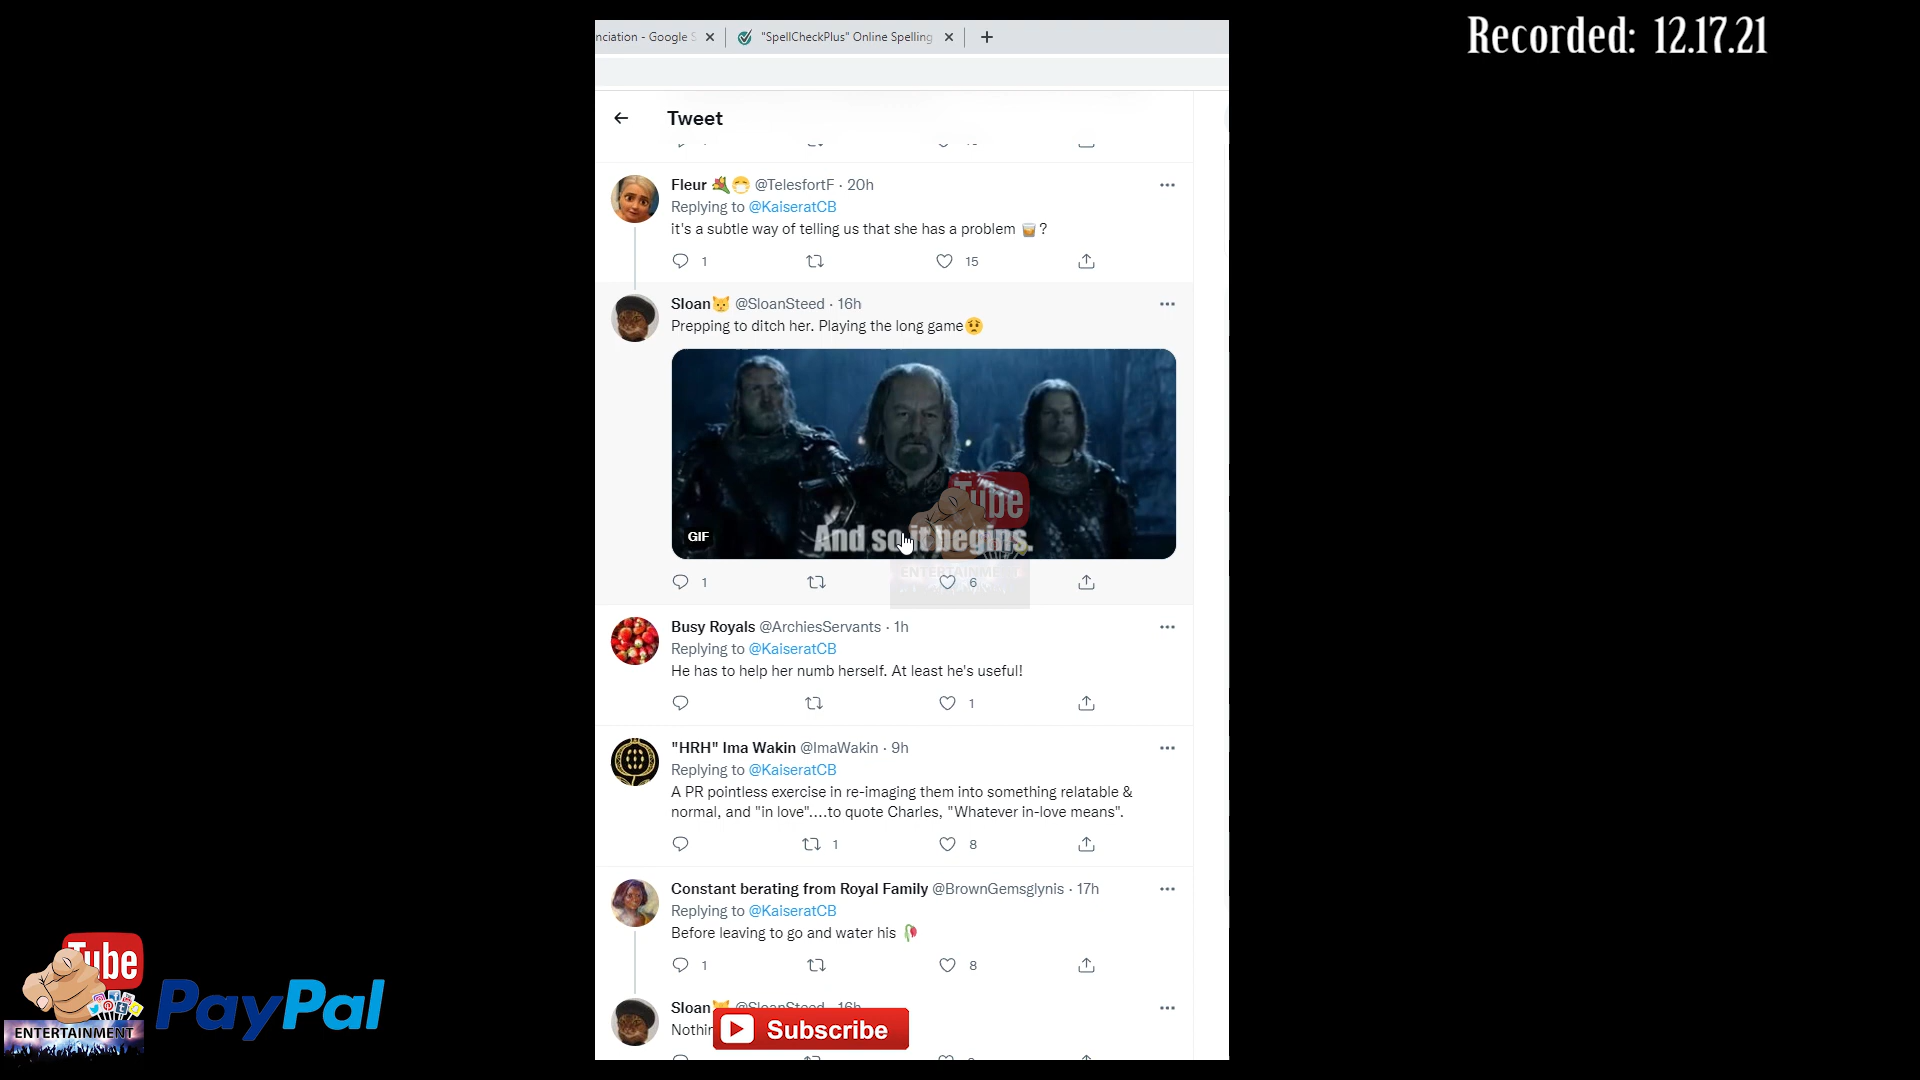 Recorded: 12.17.21
nciation - Google S
"SpellCheckPlus" Online Spelling
Tweet
Fleur @TelesfortF · 20h
Replying to @KaiseratCB
it's a subtle way of telling us that she has a problem 🥃?
1 15
Sloan😼 @SloanSteed · 16h
Prepping to ditch her. Playing the long game😟
And so it begins.
GIF
Tube
ENTERTAINMENT
1 6
Busy Royals @ArchiesServants · 1h
Replying to @KaiseratCB
He has to help her numb herself. At least he's useful!
1
"HRH" Ima Wakin @ImaWakin · 9h
Replying to @KaiseratCB
A PR pointless exercise in re-imaging them into something relatable &
normal, and "in love"....to quote Charles, "Whatever in-love means".
1 8
Constant berating from Royal Family @BrownGemsglynis · 17h
Replying to @KaiseratCB
Before leaving to go and water his 🥀
1 8
Sloan @SloanSteed · 16h
Nothin
Subscribe
Tube
ENTERTAINMENT
PayPal